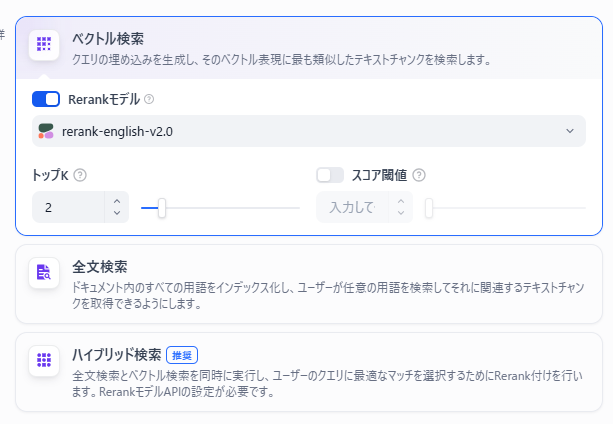 ベクトル検索
クエリの埋め込みを生成し、そのベクトル表現に最も類似したテキストチャンクを検索します。
Rerankモデル
rerank-english-v2.0
トップK
スコア閾値
2
入力して
全文検索
ドキュメント内のすべての用語をインデックス化し、ユーザーが任意の用語を検索してそれに関連するテキストチャン
クを取得できるようにします。
ハイブリッド検索 推奨
全文検索とベクトル検索を同時に実行し、ユーザーのクエリに最適なマッチを選択するためにRerank付けを行い
ます。RerankモデルAPIの設定が必要です。